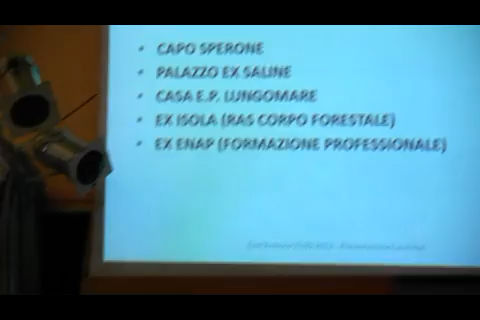 • CAPO SPERONE
• PALAZZO EX SALINE
• CASA E.P. LUNGOMARE
• EX ISOLA (RAS CORPO FORESTALE)
• EX ENAP (FORMAZIONE PROFESSIONALE)